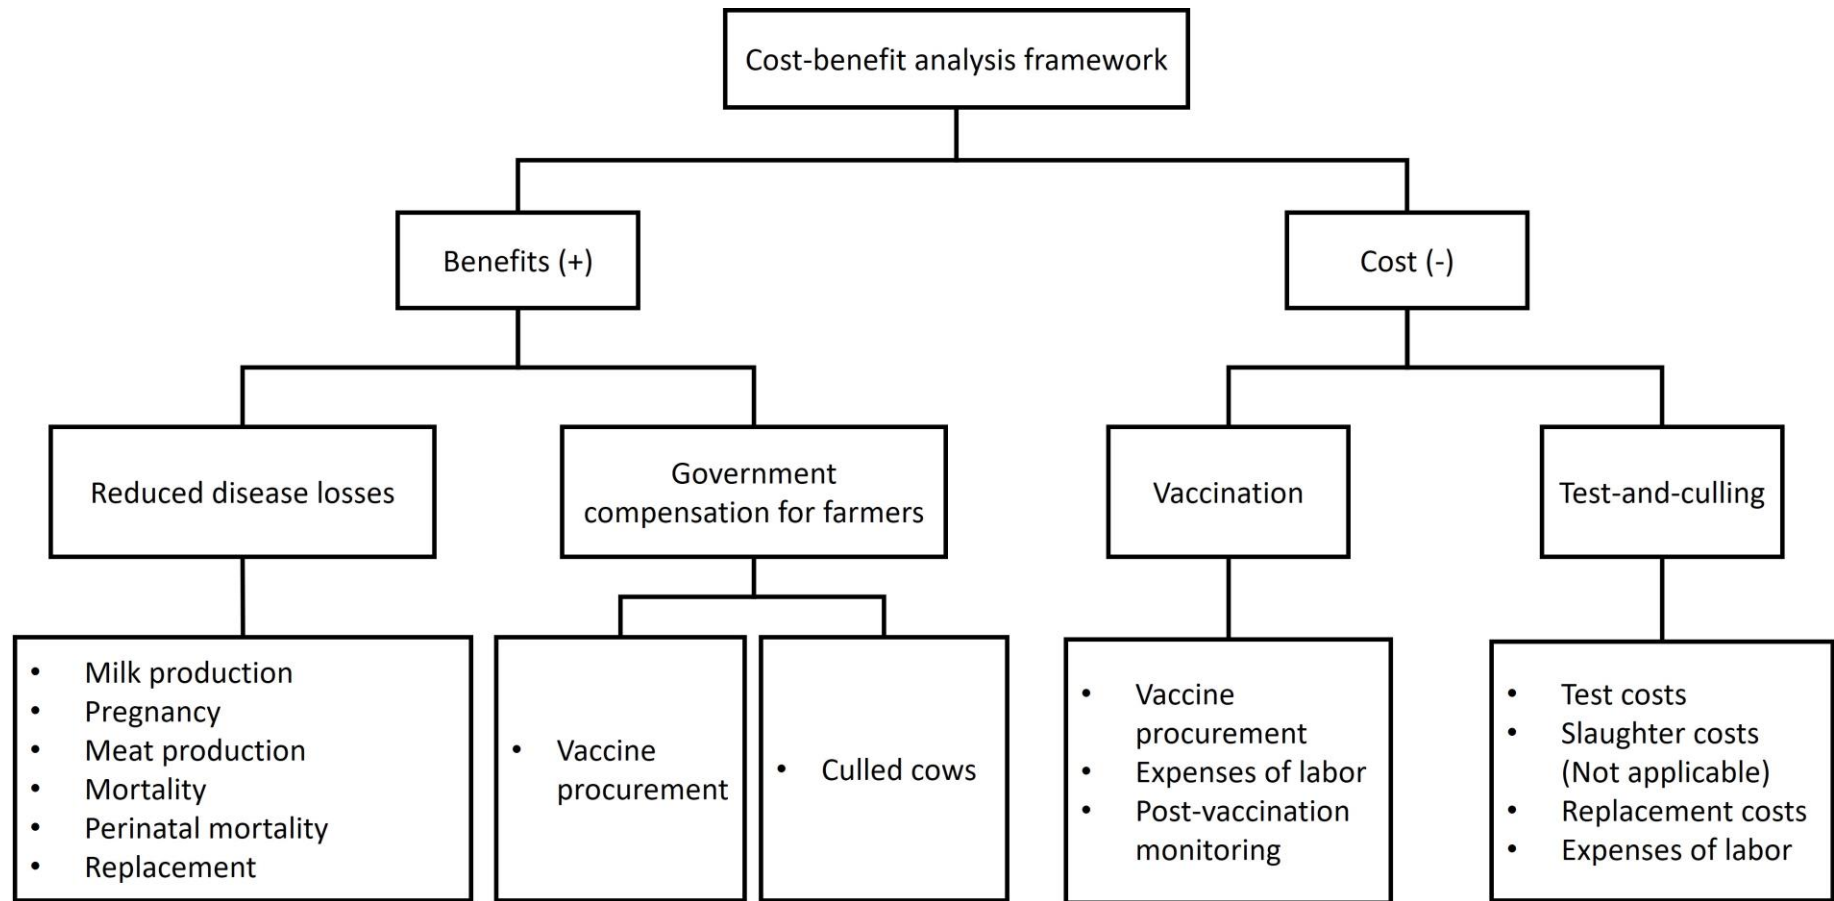 Cost-benefit analysis framework
Benefits (+)
Cost (-)
Reduced disease losses
Government
compensation for farmers
Vaccination
Test-and-culling
• Milk production
• Pregnancy
• Meat production
• Mortality
• Perinatal mortality
• Replacement
• Vaccine
procurement
• Culled cows
• Vaccine
procurement
• Expenses of labor
• Post-vaccination
monitoring
• Test costs
• Slaughter costs
(Not applicable)
• Replacement costs
• Expenses of labor